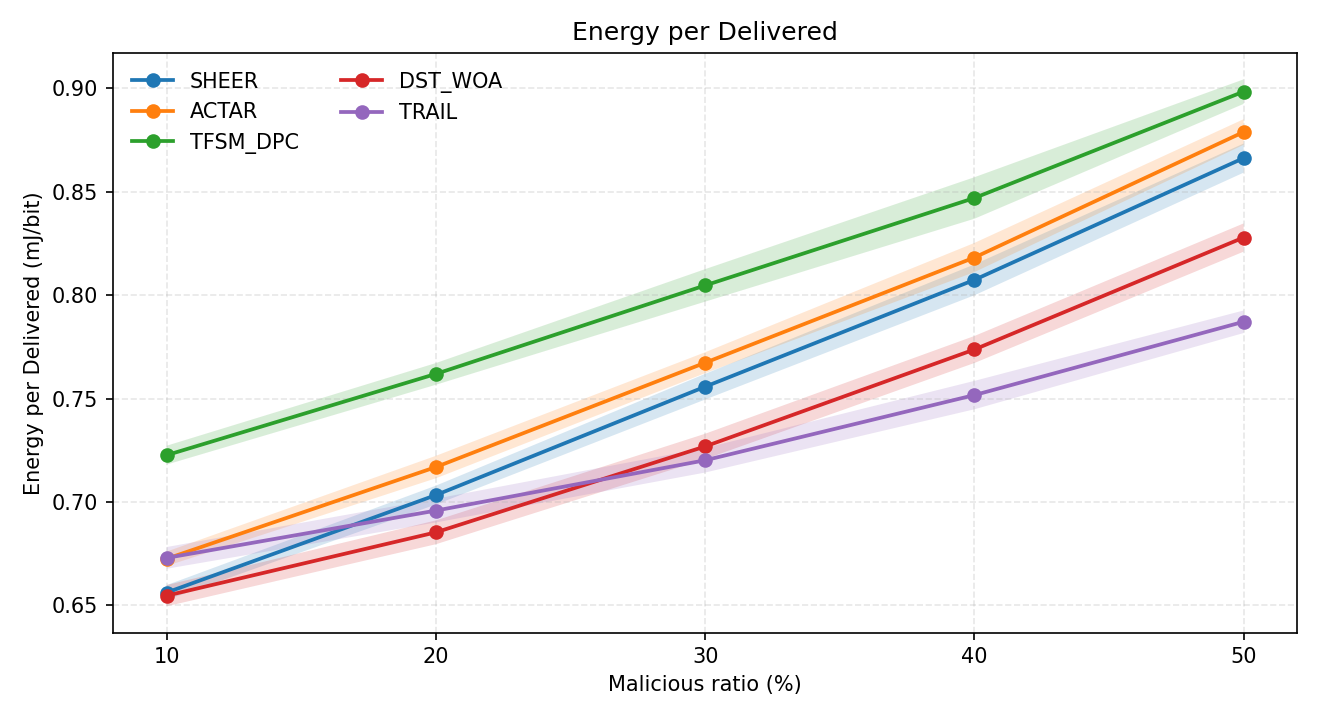 Energy per Delivered
SHEER
ACTAR
TFSM_DPC
DST_WOA
TRAIL
Energy per Delivered (mJ/bit)
0.90
0.85
0.80
0.75
0.70
0.65
10 20 30 40 50
Malicious ratio (%)